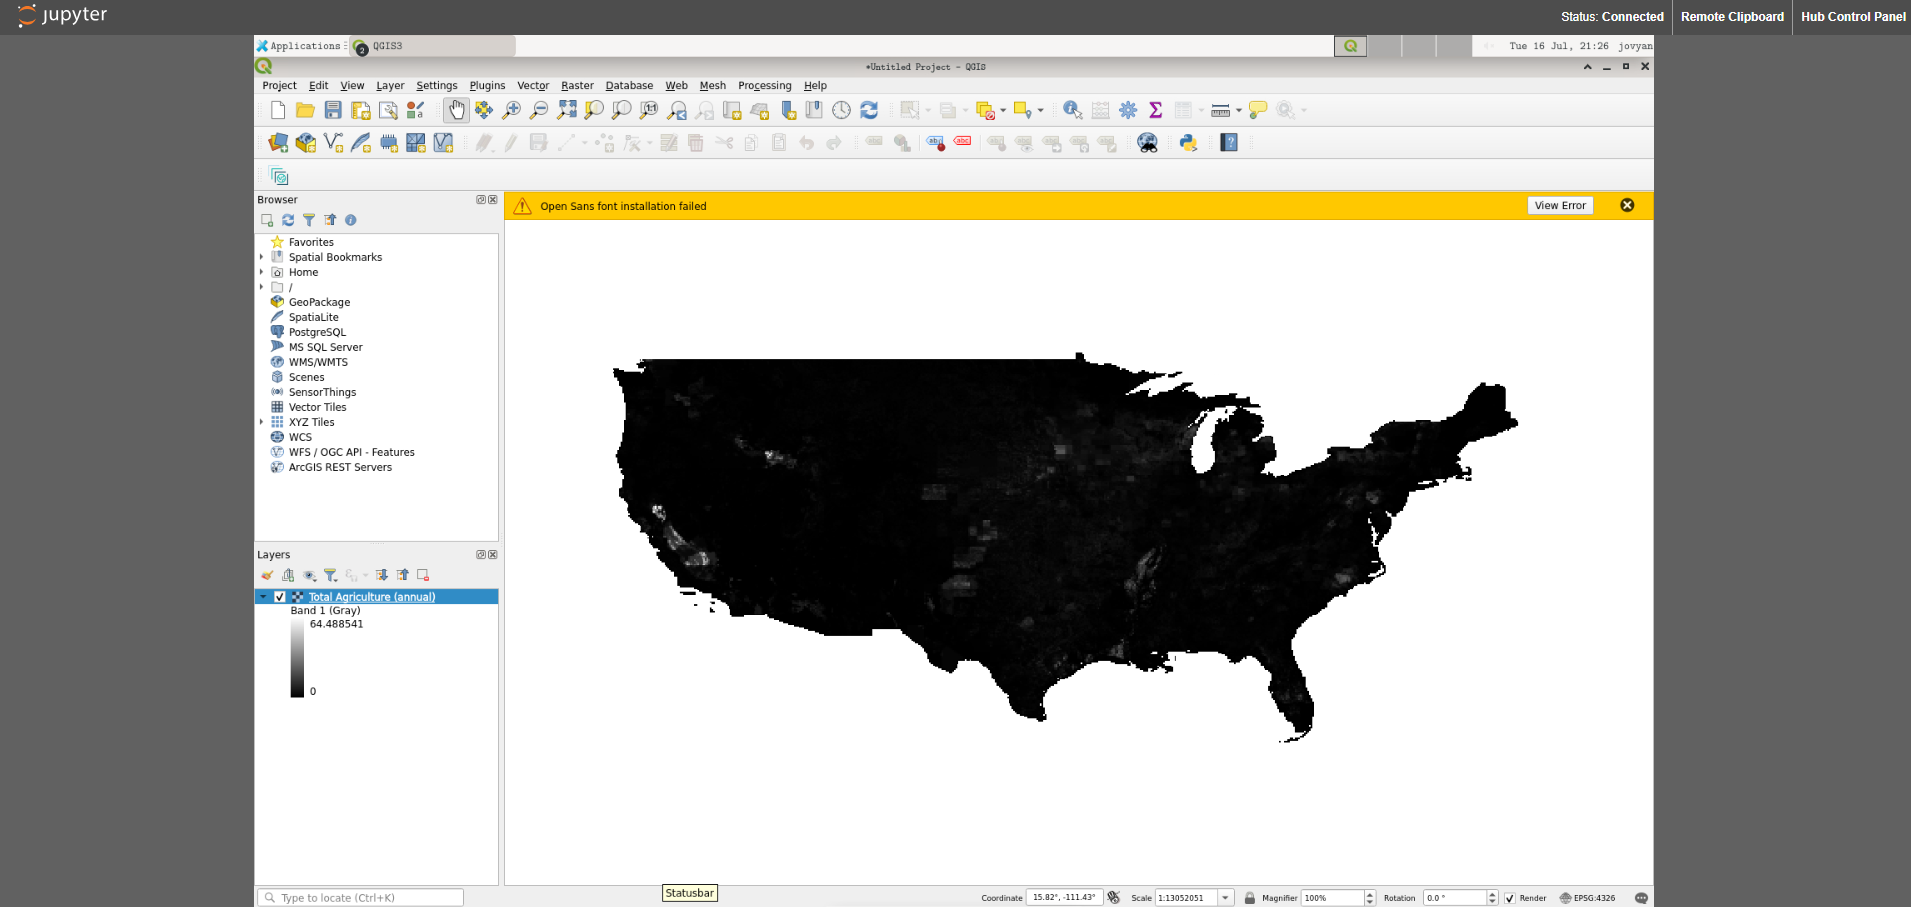 jupyter
Status: Connected
Remote Clipboard
Hub Control Panel
Applications
2
QGIS3
Tue 16 Jul, 21:26
jovyan
*Untitled Project - QGIS
Project Edit View Layer Settings Plugins Vector Raster Database Web Mesh Processing Help
Browser
Favorites
Spatial Bookmarks
Home
/
GeoPackage
SpatiaLite
PostgreSQL
MS SQL Server
WMS/WMTS
Scenes
SensorThings
Vector Tiles
XYZ Tiles
WCS
WFS / OGC API - Features
ArcGIS REST Servers
Open Sans font installation failed
View Error
Layers
Total Agriculture (annual)
Band 1 (Gray)
64.488541
0
Statusbar
Type to locate (Ctrl+K)
Coordinate 15.82°, -111.43°
Scale 1:13052051
Magnifier 100%
Rotation 0.0 °
Render
EPSG:4326